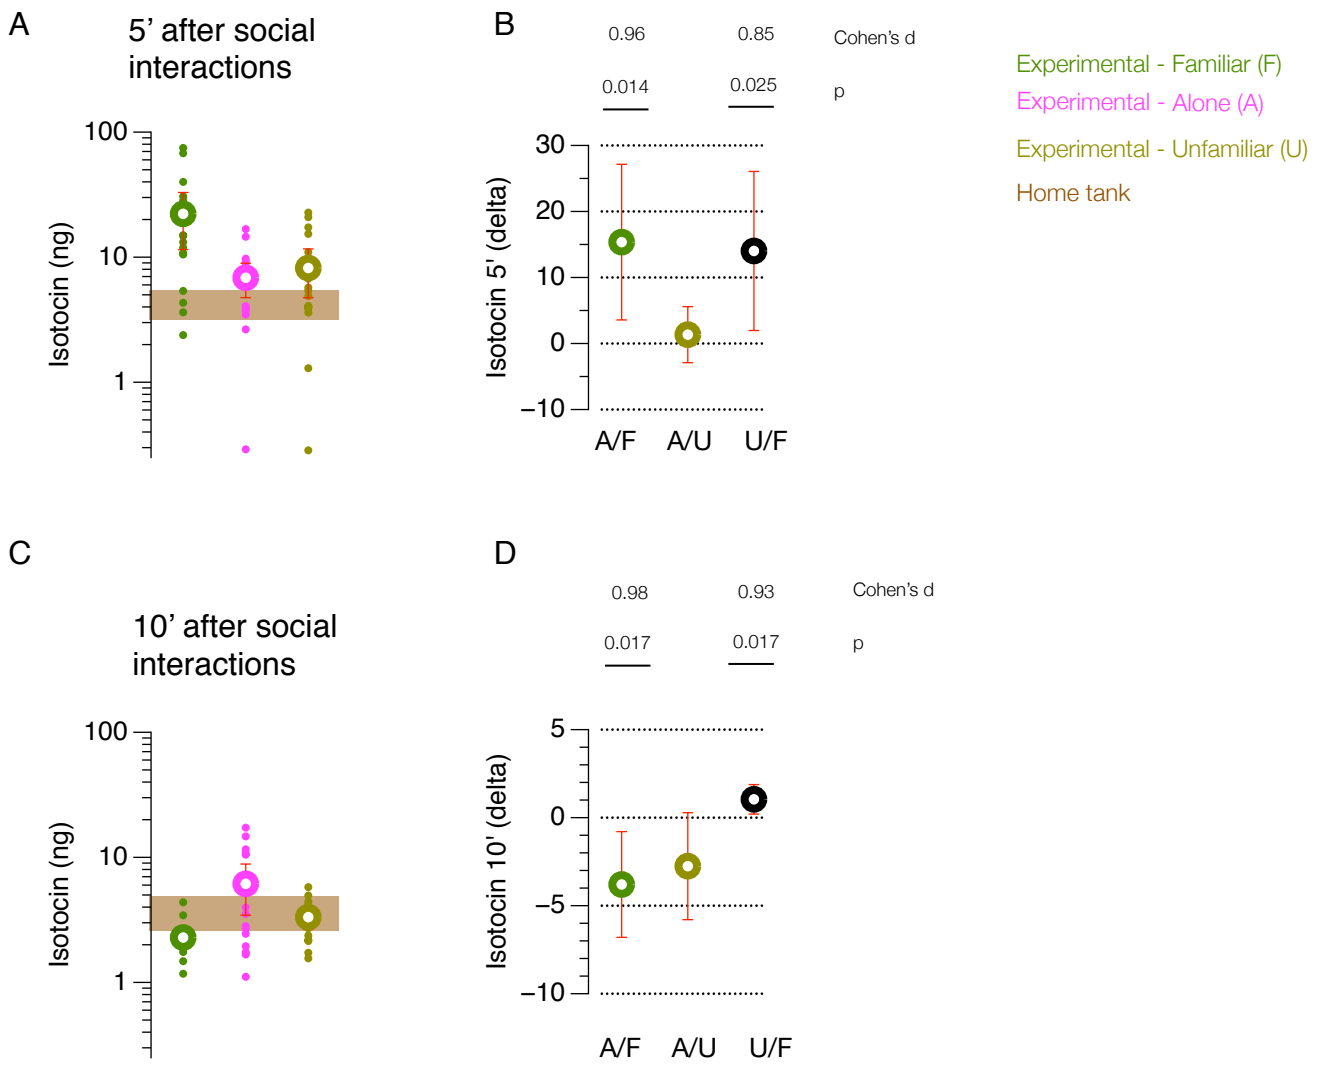 A
5’ after social
interactions
100
10
1
Isotocin (ng)
B
0.96
0.85
Cohen’s d
0.014
0.025
p
30
20
10
0
−10
Isotocin 5' (delta)
A/F
A/U
U/F
Experimental - Familiar (F)
Experimental - Alone (A)
Experimental - Unfamiliar (U)
Home tank
C
10’ after social
interactions
100
10
1
Isotocin (ng)
D
0.98
0.93
Cohen’s d
0.017
0.017
p
5
0
−5
−10
Isotocin 10' (delta)
A/F
A/U
U/F